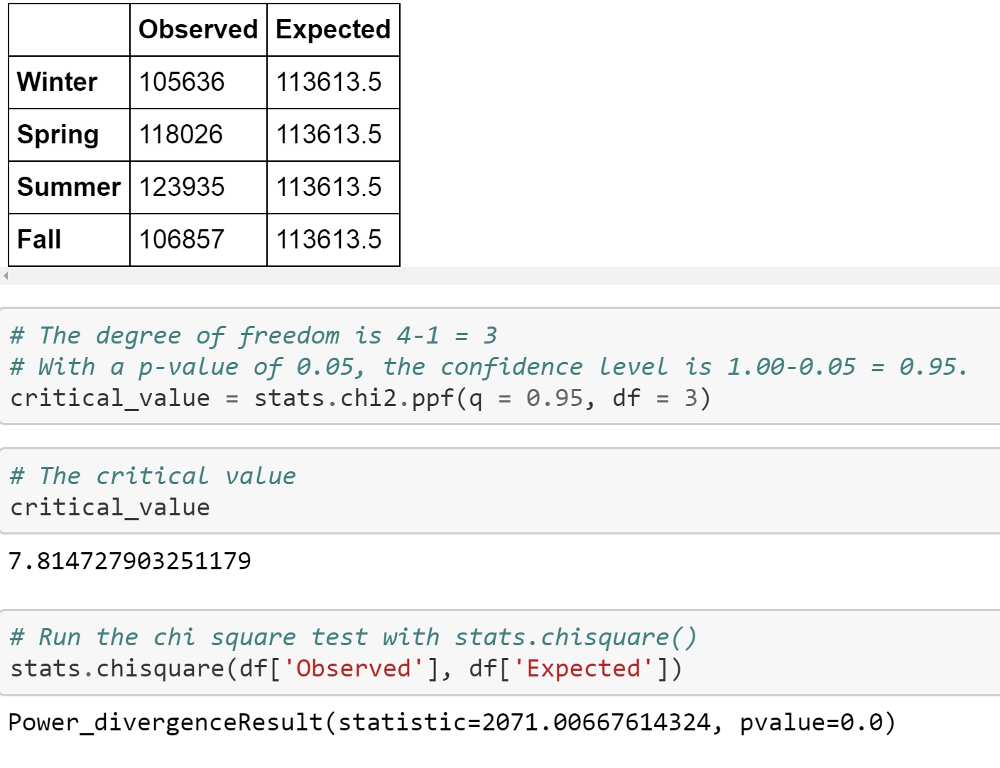 Observed Expected
Winter 105636 113613.5
Spring 118026 113613.5
Summer 123935 113613.5
Fall 106857 113613.5
# The degree of freedom is 4-1 = 3
# With a p-value of 0.05, the confidence level is 1.00-0.05 = 0.95.
critical_value = stats.chi2.ppf(q = 0.95, df = 3)
# The critical value
critical_value
7.814727903251179
# Run the chi square test with stats.chisquare()
stats.chisquare(df['Observed'], df['Expected'])
Power_divergenceResult(statistic=2071.00667614324, pvalue=0.0)